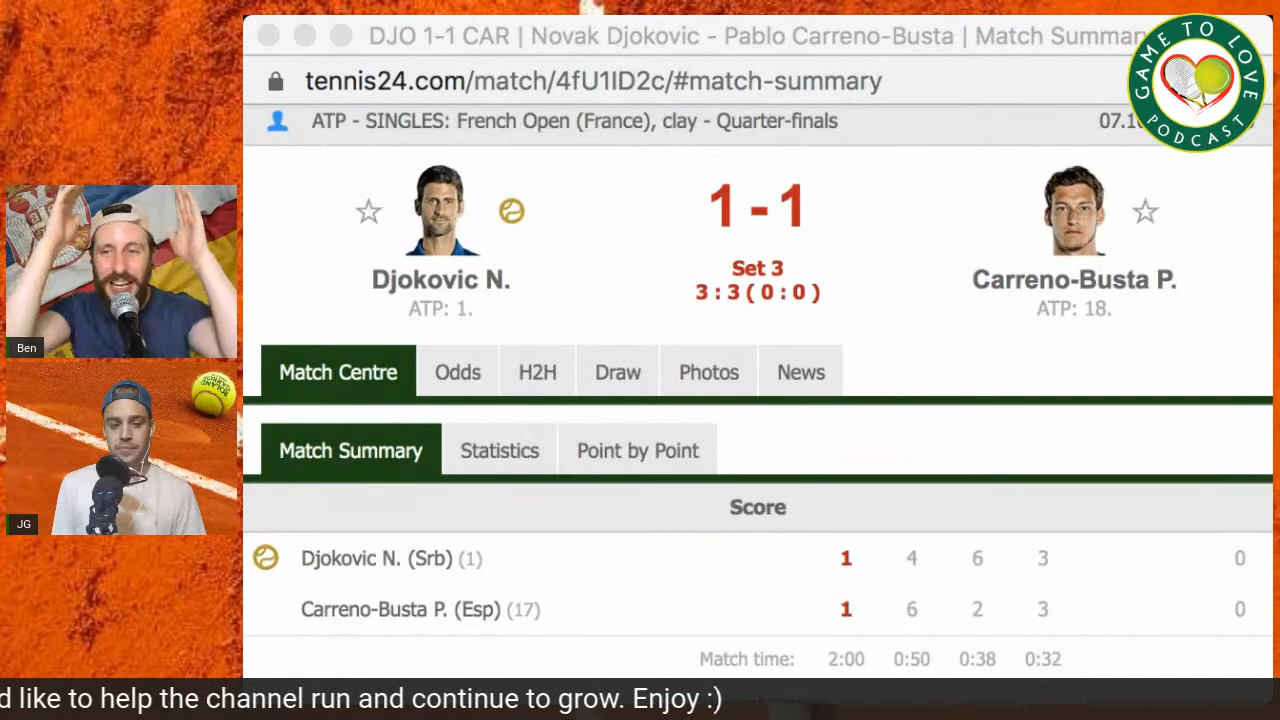 DJO 1-1 CAR | Novak Djokovic - Pablo Carreno-Busta | Match Summar
tennis24.com/match/4fU1lD2c/#match-summary
GAME TO LOVE
PODCAST
ATP - SINGLES: French Open (France), clay - Quarter-finals
07.1
1 - 1
Set 3
3 : 3 ( 0 : 0 )
Djokovic N.
ATP: 1.
Carreno-Busta P.
ATP: 18.
Ben
Match Centre Odds H2H Draw Photos News
ROLAND GARROS
Match Summary Statistics Point by Point
JG
Score
Djokovic N. (Srb) (1) 1 4 6 3 0
Carreno-Busta P. (Esp) (17) 1 6 2 3 0
Match time: 2:00 0:50 0:38 0:32
d like to help the channel run and continue to grow. Enjoy :)